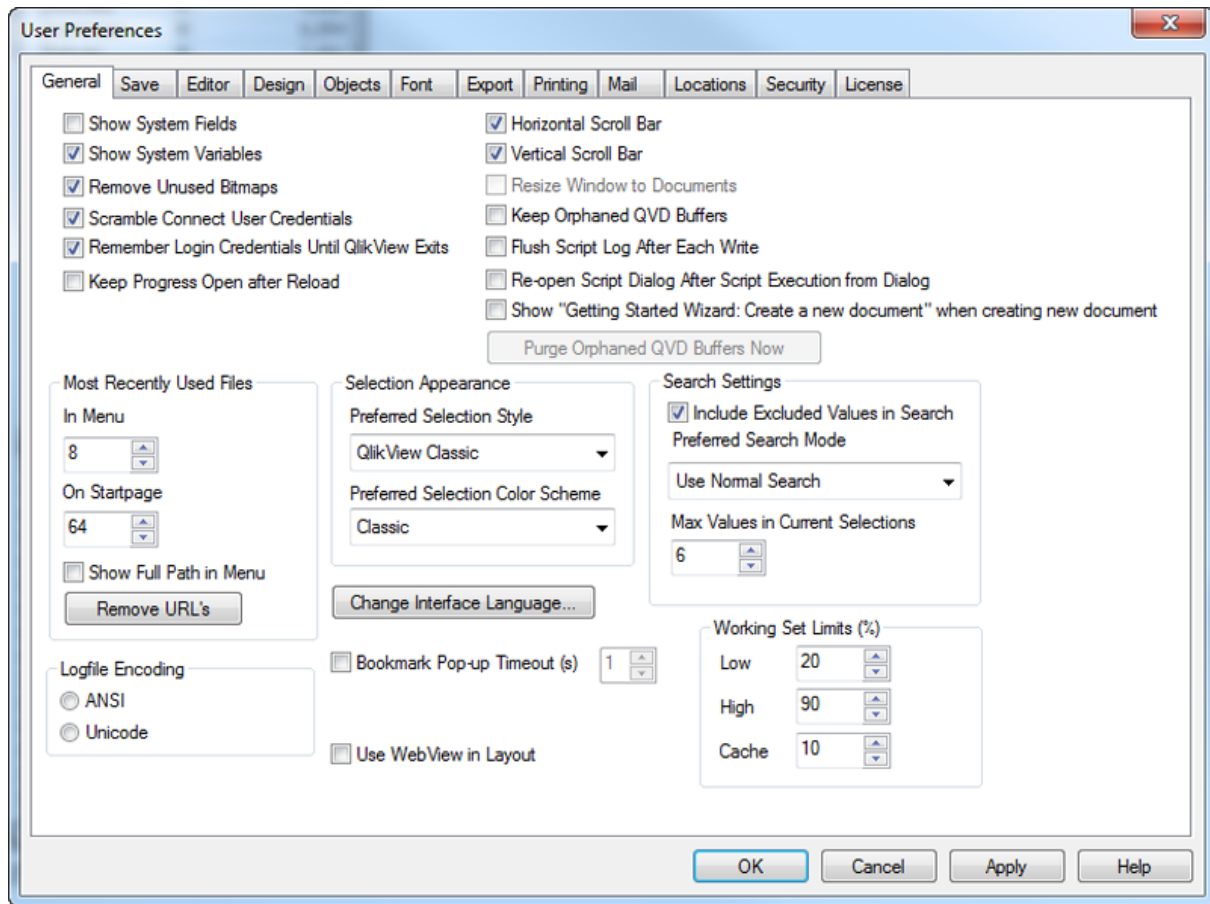 User Preferences
General Save Editor Design Objects Font Export Printing Mail Locations Security License
Show System Fields
Show System Variables
Remove Unused Bitmaps
Scramble Connect User Credentials
Remember Login Credentials Until QlikView Exits
Keep Progress Open after Reload
Horizontal Scroll Bar
Vertical Scroll Bar
Resize Window to Documents
Keep Orphaned QVD Buffers
Flush Script Log After Each Write
Re-open Script Dialog After Script Execution from Dialog
Show "Getting Started Wizard: Create a new document" when creating new document
Purge Orphaned QVD Buffers Now
Most Recently Used Files
In Menu
8
On Startpage
64
Show Full Path in Menu
Remove URL's
Selection Appearance
Preferred Selection Style
QlikView Classic
Preferred Selection Color Scheme
Classic
Search Settings
Include Excluded Values in Search
Preferred Search Mode
Use Normal Search
Max Values in Current Selections
6
Change Interface Language...
Logfile Encoding
ANSI
Unicode
Bookmark Pop-up Timeout (s) 1
Use WebView in Layout
Working Set Limits (%)
Low 20
High 90
Cache 10
OK Cancel Apply Help